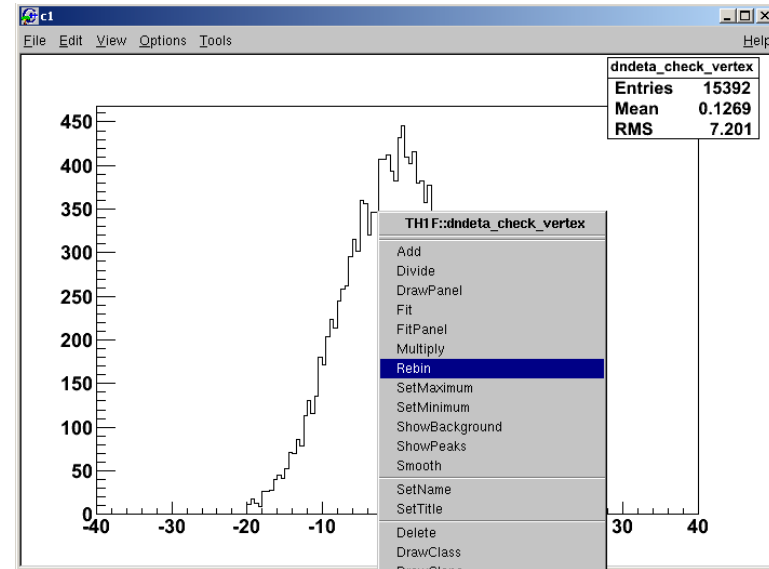 c1
File Edit View Options Tools Help
dndeta_check_vertex
Entries 15392
Mean 0.1269
RMS 7.201
450
400
350
300
250
200
150
100
50
0
-40 -30 -20 -10 30 40
TH1F::dndeta_check_vertex
Add
Divide
DrawPanel
Fit
FitPanel
Multiply
Rebin
SetMaximum
SetMinimum
ShowBackground
ShowPeaks
Smooth
SetName
SetTitle
Delete
DrawClass